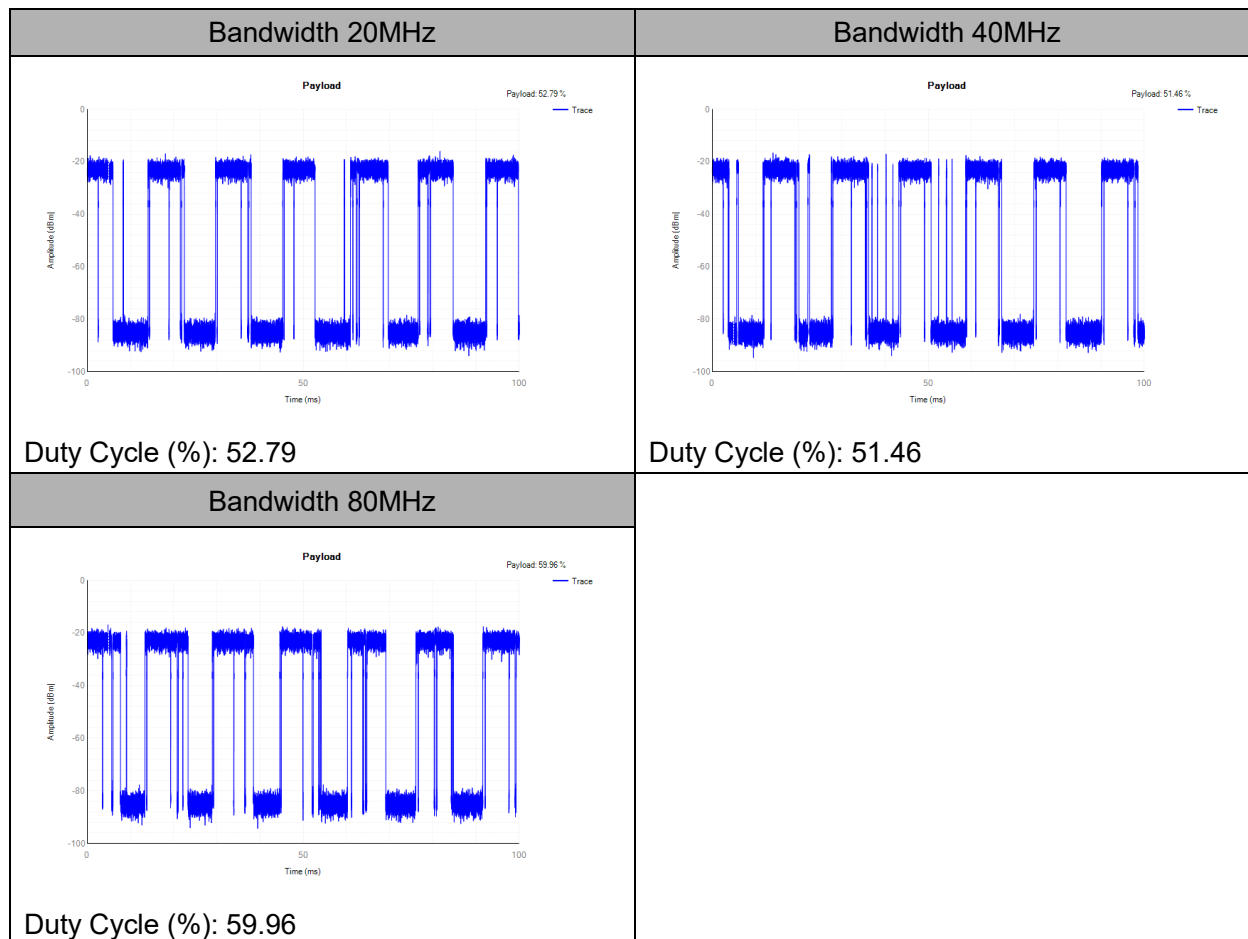 Bandwidth 20MHz
Payload
Payload: 52.79 %
Trace
0
-20
-40
-60
-80
-100
Amplitude [dBm]
0
50
100
Time (ms)
Duty Cycle (%): 52.79
Bandwidth 40MHz
Payload
Payload: 51.46 %
Trace
0
-20
-40
-60
-80
-100
Amplitude [dBm]
0
50
100
Time (ms)
Duty Cycle (%): 51.46
Bandwidth 80MHz
Payload
Payload: 59.96 %
Trace
0
-20
-40
-60
-80
-100
Amplitude [dBm]
0
50
100
Time (ms)
Duty Cycle (%): 59.96